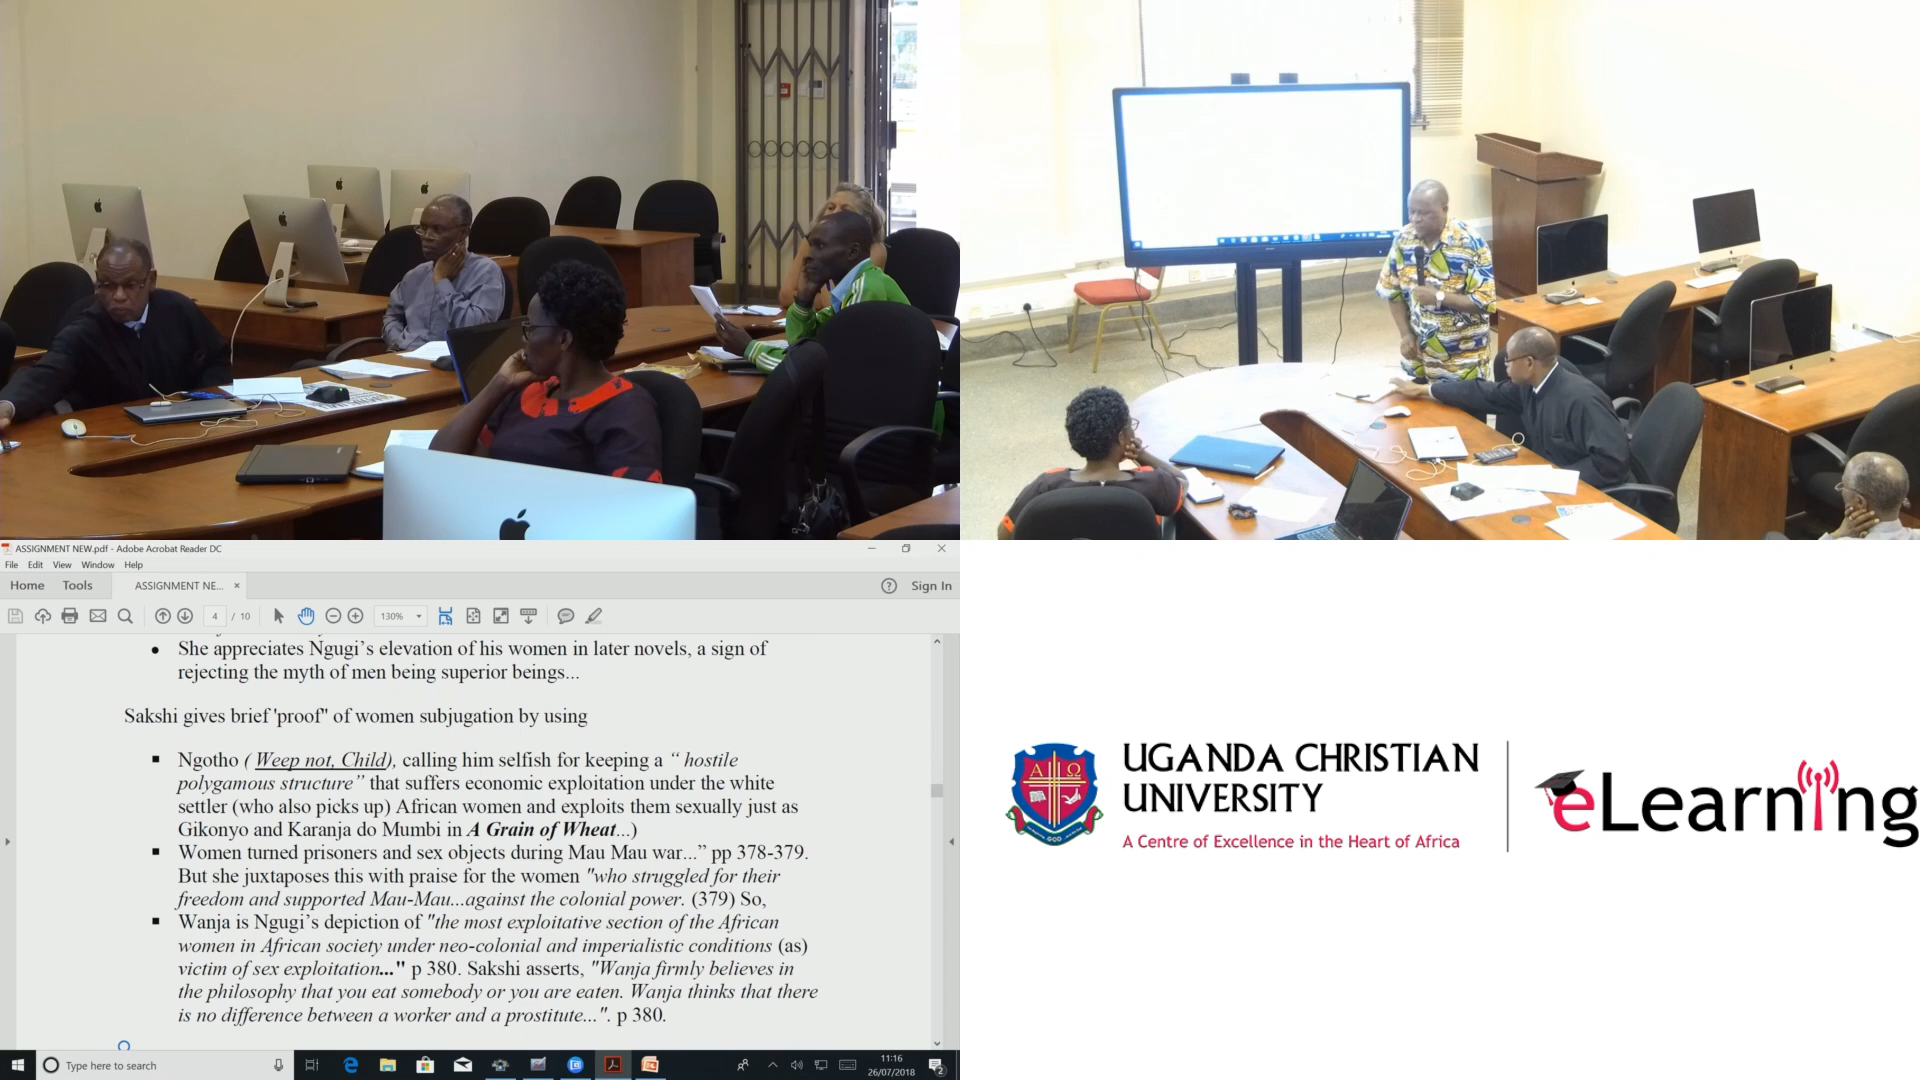 ASSIGNMENT NEW.pdf - Adobe Acrobat Reader DC
File Edit View Window Help
Home Tools ASSIGNMENT NE... × Sign In
4 / 10 130%
• She appreciates Ngugi’s elevation of his women in later novels, a sign of
rejecting the myth of men being superior beings...
Sakshi gives brief 'proof" of women subjugation by using
▪ Ngotho ( Weep not, Child), calling him selfish for keeping a “ hostile
polygamous structure” that suffers economic exploitation under the white
settler (who also picks up) African women and exploits them sexually just as
Gikonyo and Karanja do Mumbi in A Grain of Wheat...)
▪ Women turned prisoners and sex objects during Mau Mau war...” pp 378-379.
But she juxtaposes this with praise for the women "who struggled for their
freedom and supported Mau-Mau...against the colonial power. (379) So,
▪ Wanja is Ngugi’s depiction of "the most exploitative section of the African
women in African society under neo-colonial and imperialistic conditions (as)
victim of sex exploitation..." p 380. Sakshi asserts, "Wanja firmly believes in
the philosophy that you eat somebody or you are eaten. Wanja thinks that there
is no difference between a worker and a prostitute...". p 380.
Type here to search
11:16
26/07/2018
2
Α Ω
GOD
UGANDA CHRISTIAN
UNIVERSITY
A Centre of Excellence in the Heart of Africa
eLearning